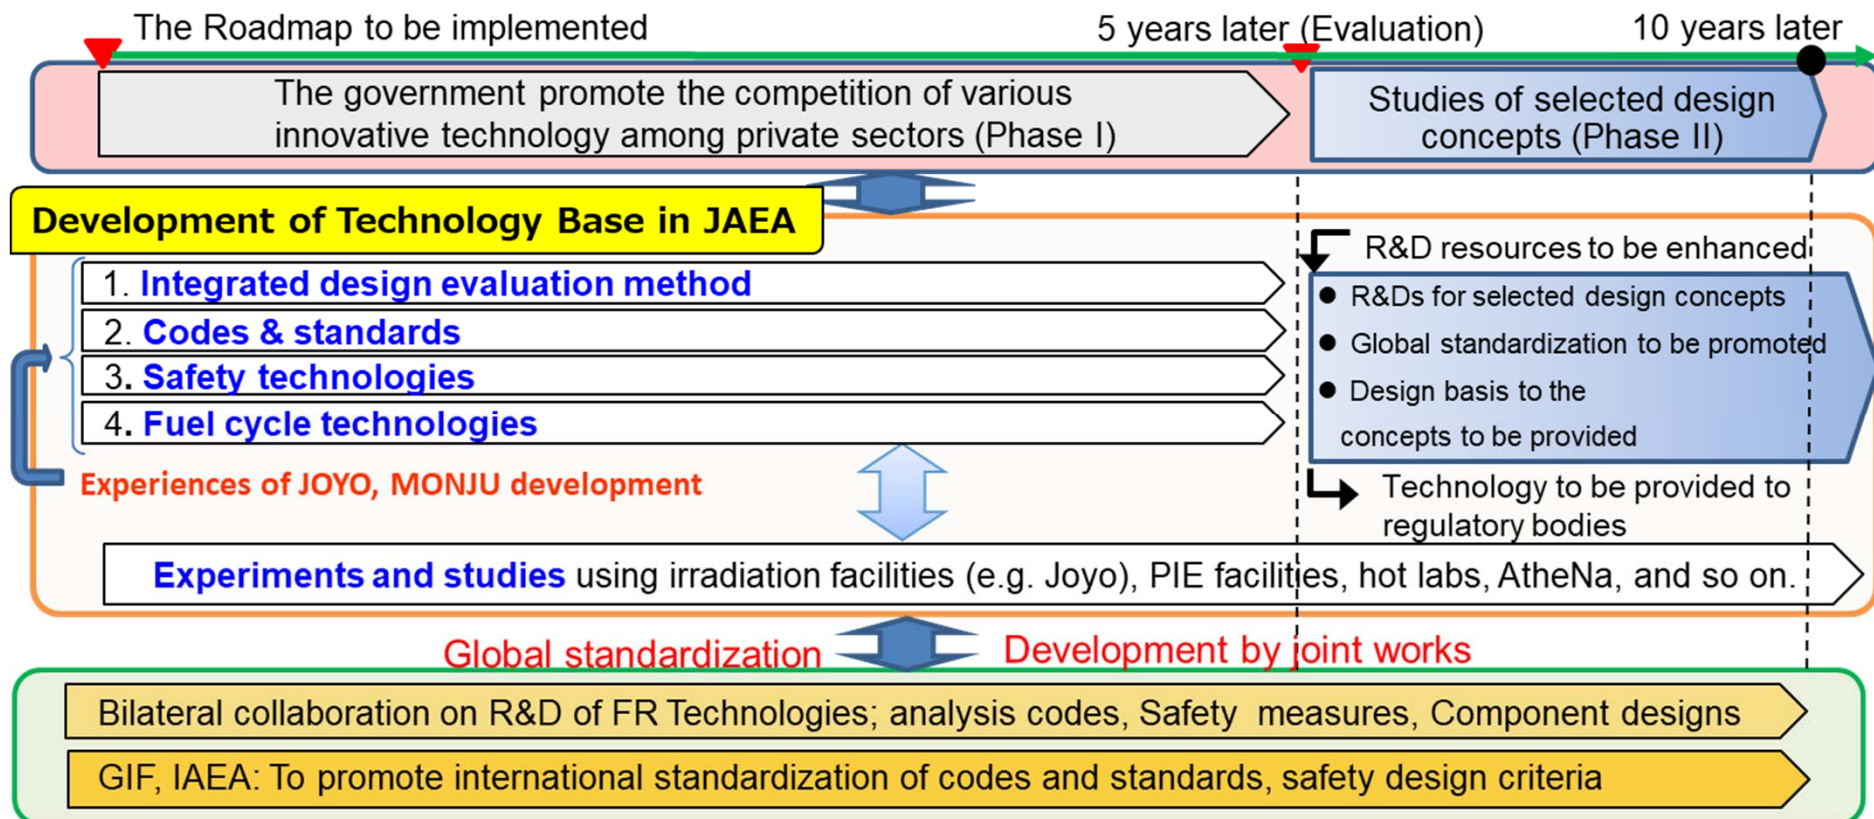 The Roadmap to be implemented
5 years later (Evaluation)
10 years later
The government promote the competition of various
innovative technology among private sectors (Phase I)
Studies of selected design
concepts (Phase II)
Development of Technology Base in JAEA
1. Integrated design evaluation method
2. Codes & standards
3. Safety technologies
4. Fuel cycle technologies
Experiences of JOYO, MONJU development
R&D resources to be enhanced
● R&Ds for selected design concepts
● Global standardization to be promoted
● Design basis to the
concepts to be provided
Technology to be provided to
regulatory bodies
Experiments and studies using irradiation facilities (e.g. Joyo), PIE facilities, hot labs, AtheNa, and so on.
Global standardization
Development by joint works
Bilateral collaboration on R&D of FR Technologies; analysis codes, Safety measures, Component designs
GIF, IAEA: To promote international standardization of codes and standards, safety design criteria